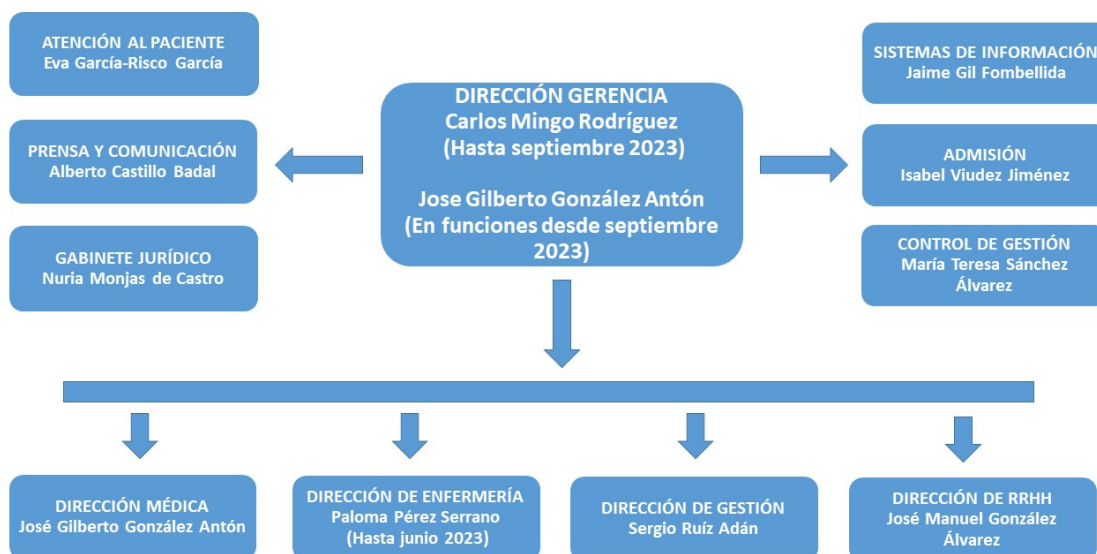 ATENCIÓN AL PACIENTE
Eva García-Risco García
PRENSA Y COMUNICACIÓN
Alberto Castillo Badal
GABINETE JURÍDICO
Nuria Monjas de Castro
DIRECCIÓN GERENCIA
Carlos Mingo Rodríguez
(Hasta septiembre 2023)
Jose Gilberto González Antón
(En funciones desde septiembre
2023)
SISTEMAS DE INFORMACIÓN
Jaime Gil Fombellida
ADMISIÓN
Isabel Viudez Jiménez
CONTROL DE GESTIÓN
María Teresa Sánchez
Álvarez
DIRECCIÓN MÉDICA
José Gilberto González Antón
DIRECCIÓN DE ENFERMERÍA
Paloma Pérez Serrano
(Hasta junio 2023)
DIRECCIÓN DE GESTIÓN
Sergio Ruíz Adán
DIRECCIÓN DE RRHH
José Manuel González
Álvarez